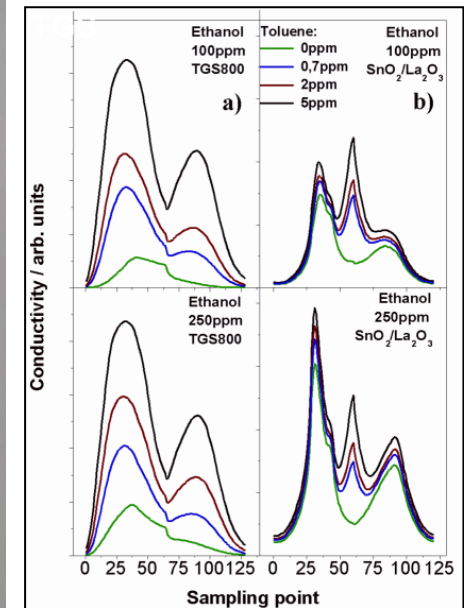 Ethanol
100ppm
TGS800
a)
Toluene:
0ppm
0,7ppm
2ppm
5ppm
Ethanol
100ppm
SnO₂/La₂O₃
b)
Ethanol
250ppm
TGS800
Ethanol
250ppm
SnO₂/La₂O₃
Conductivity / arb. units
0 25 50 75 100 125
0 25 50 75 100 125
Sampling point